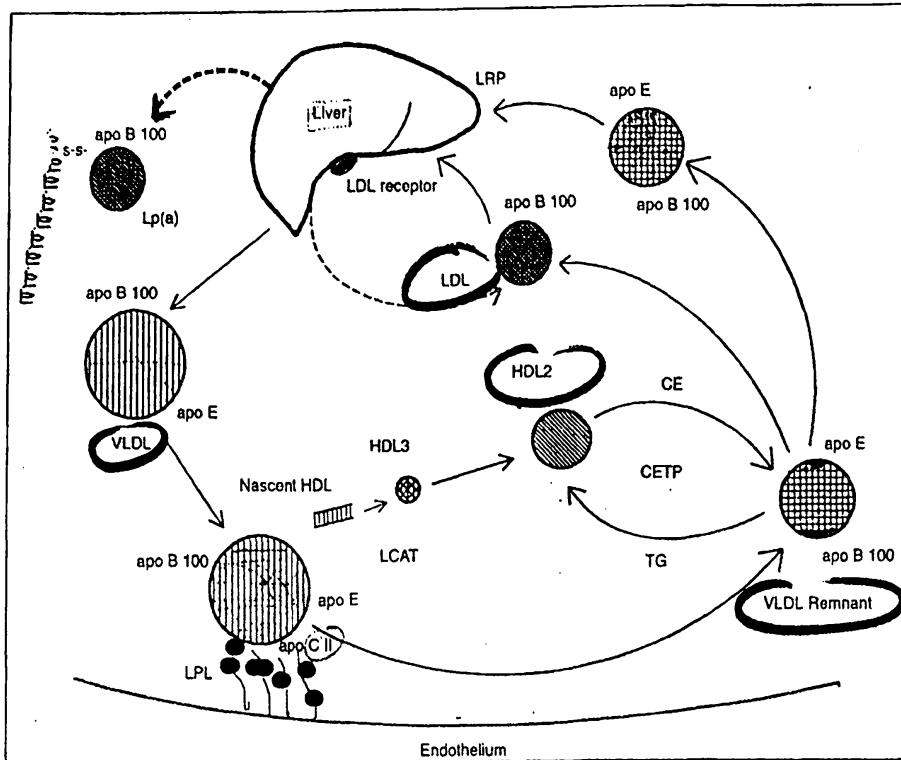 LRP
apo E
Liver
apo B 100
s-s-
LDL receptor
Lp(a)
apo B 100
apo B 100
LDL
apo B 100
HDL2
CE
apo E
VLDL
HDL3
apo E
Nascent HDL
CETP
apo B 100
LCAT
TG
apo B 100
apo E
VLDL Remnant
apo C II
LPL
Endothelium